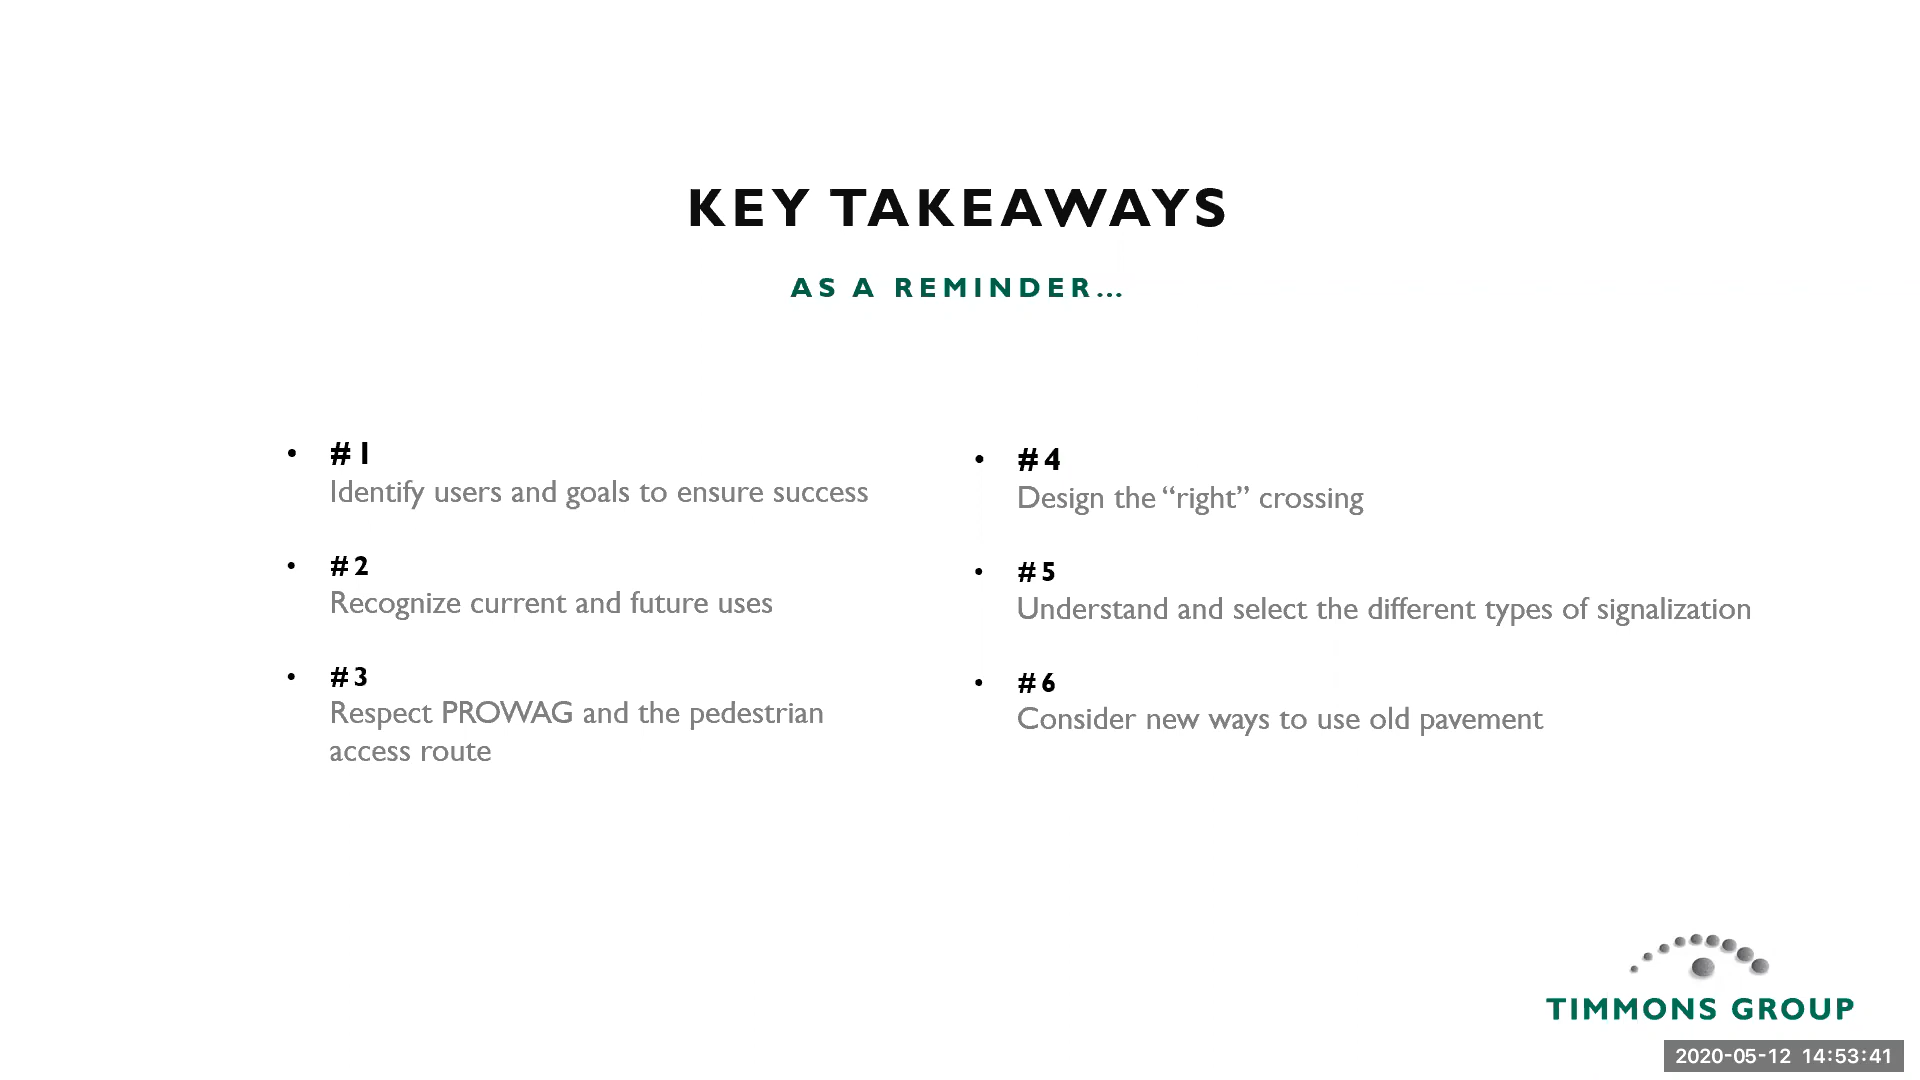 KEY TAKEAWAYS
AS A REMINDER...
• #1
Identify users and goals to ensure success
• #2
Recognize current and future uses
• #3
Respect PROWAG and the pedestrian
access route
• #4
Design the “right” crossing
• #5
Understand and select the different types of signalization
• #6
Consider new ways to use old pavement
TIMMONS GROUP
2020-05-12 14:53:41